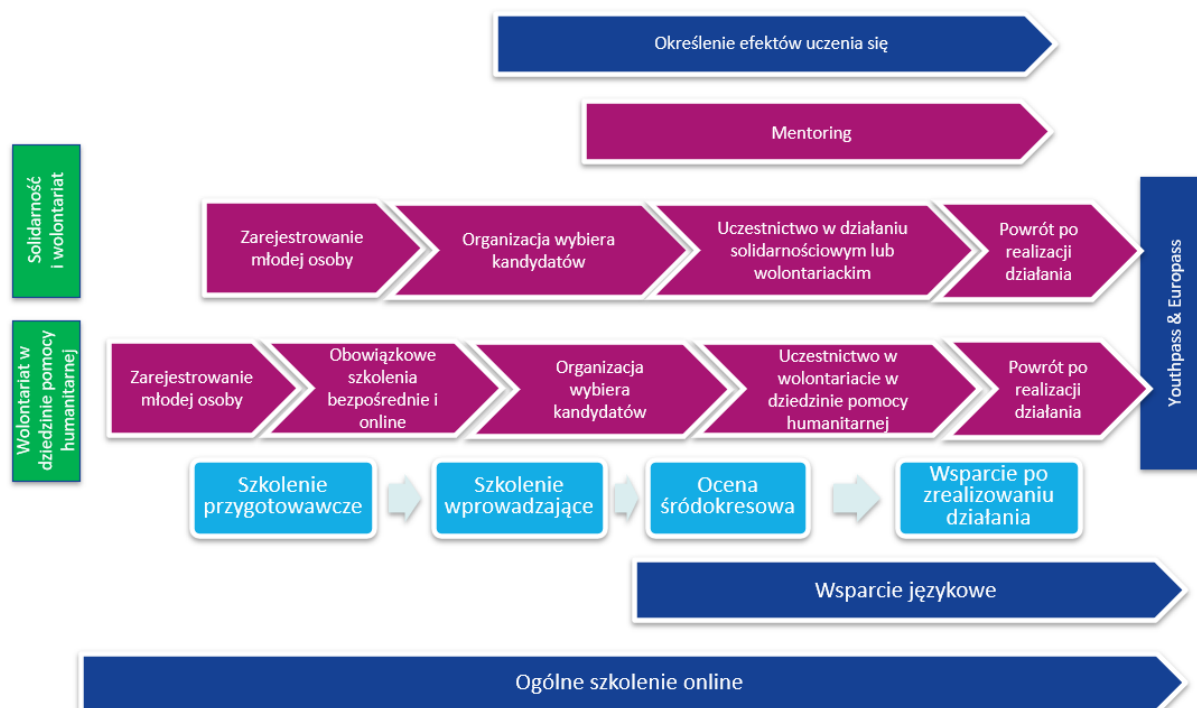 Określenie efektów uczenia się
Mentoring
Solidarność
i wolontariat
Zarejestrowanie
młodej osoby
Organizacja wybiera
kandydatów
Uczestnictwo w działaniu
solidarnościowym lub
wolontariackim
Powrót po
realizacji
działania
Youthpass & Europass
Wolontariat w
dziedzinie pomocy
humanitarnej
Zarejestrowanie
młodej osoby
Obowiązkowe
szkolenia
bezpośrednie i
online
Organizacja
wybiera
kandydatów
Uczestnictwo w
wolontariacie w
dziedzinie pomocy
humanitarnej
Powrót po
realizacji
działania
Szkolenie
przygotowawcze
Szkolenie
wprowadzające
Ocena
śródokresowa
Wsparcie po
zrealizowaniu
działania
Wsparcie językowe
Ogólne szkolenie online